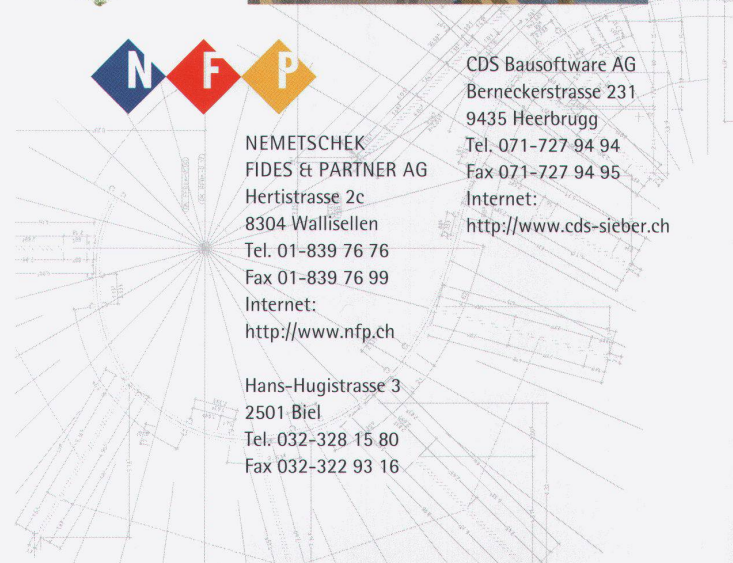 NFP
NEMETSCHEK
FIDES & PARTNER AG
Hertistrasse 2c
8304 Wallisellen
Tel. 01-839 76 76
Fax 01-839 76 99
Internet:
http://www.nfp.ch
Hans-Hugistrasse 3
2501 Biel
Tel. 032-328 15 80
Fax 032-322 93 16
CDS Bausoftware AG
Berneckerstrasse 231
9435 Heerbrugg
Tel. 071-727 94 94
Fax 071-727 94 95
Internet:
http://www.cds-sieber.ch